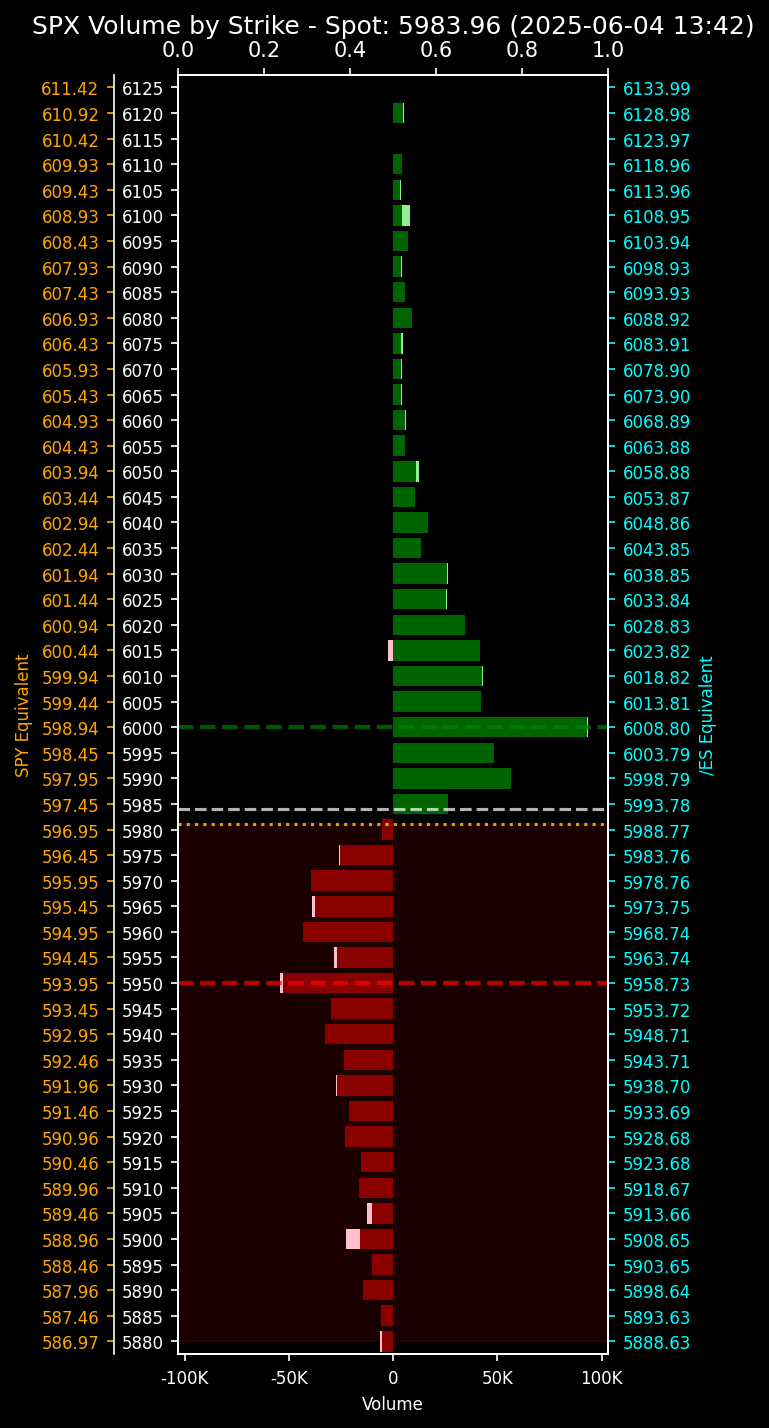 SPX Volume by Strike - Spot: 5983.96 (2025-06-04 13:42)
0.0 0.2 0.4 0.6 0.8 1.0
611.42 6125 6133.99
610.92 6120 6128.98
610.42 6115 6123.97
609.93 6110 6118.96
609.43 6105 6113.96
608.93 6100 6108.95
608.43 6095 6103.94
607.93 6090 6098.93
607.43 6085 6093.93
606.93 6080 6088.92
606.43 6075 6083.91
605.93 6070 6078.90
605.43 6065 6073.90
604.93 6060 6068.89
604.43 6055 6063.88
603.94 6050 6058.88
603.44 6045 6053.87
602.94 6040 6048.86
602.44 6035 6043.85
601.94 6030 6038.85
601.44 6025 6033.84
600.94 6020 6028.83
600.44 6015 6023.82
599.94 6010 6018.82
599.44 6005 6013.81
598.94 6000 6008.80
598.45 5995 6003.79
597.95 5990 5998.79
597.45 5985 5993.78
596.95 5980 5988.77
596.45 5975 5983.76
595.95 5970 5978.76
595.45 5965 5973.75
594.95 5960 5968.74
594.45 5955 5963.74
593.95 5950 5958.73
593.45 5945 5953.72
592.95 5940 5948.71
592.46 5935 5943.71
591.96 5930 5938.70
591.46 5925 5933.69
590.96 5920 5928.68
590.46 5915 5923.68
589.96 5910 5918.67
589.46 5905 5913.66
588.96 5900 5908.65
588.46 5895 5903.65
587.96 5890 5898.64
587.46 5885 5893.63
586.97 5880 5888.63
SPY Equivalent
/ES Equivalent
-100K -50K 0 50K 100K
Volume